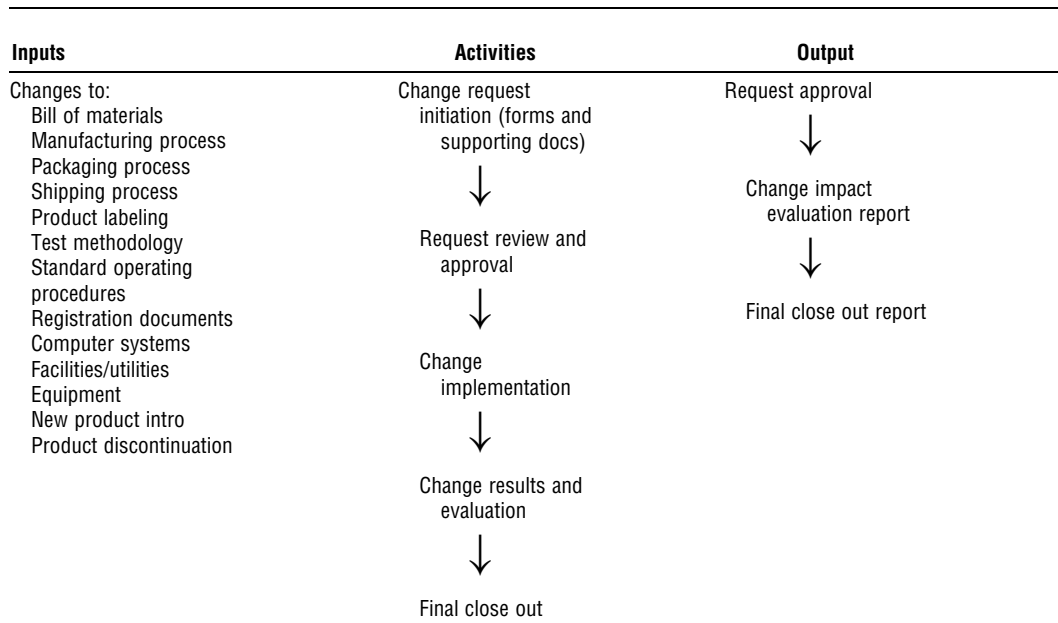 Inputs
Activities
Output
Changes to:
Bill of materials
Manufacturing process
Packaging process
Shipping process
Product labeling
Test methodology
Standard operating
procedures
Registration documents
Computer systems
Facilities/utilities
Equipment
New product intro
Product discontinuation
Change request
initiation (forms and
supporting docs)
Request review and
approval
Change
implementation
Change results and
evaluation
Final close out
Request approval
Change impact
evaluation report
Final close out report